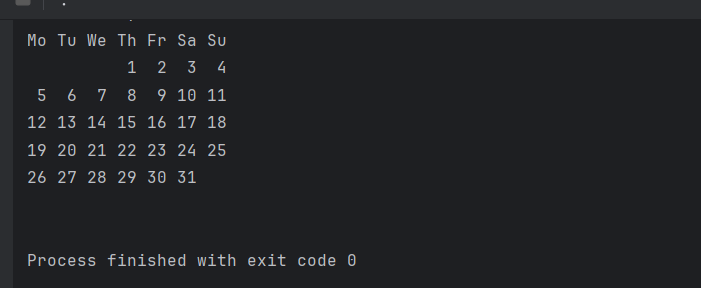 Mo Tu We Th Fr Sa Su
          1  2  3  4
 5  6  7  8  9 10 11
12 13 14 15 16 17 18
19 20 21 22 23 24 25
26 27 28 29 30 31
Process finished with exit code 0